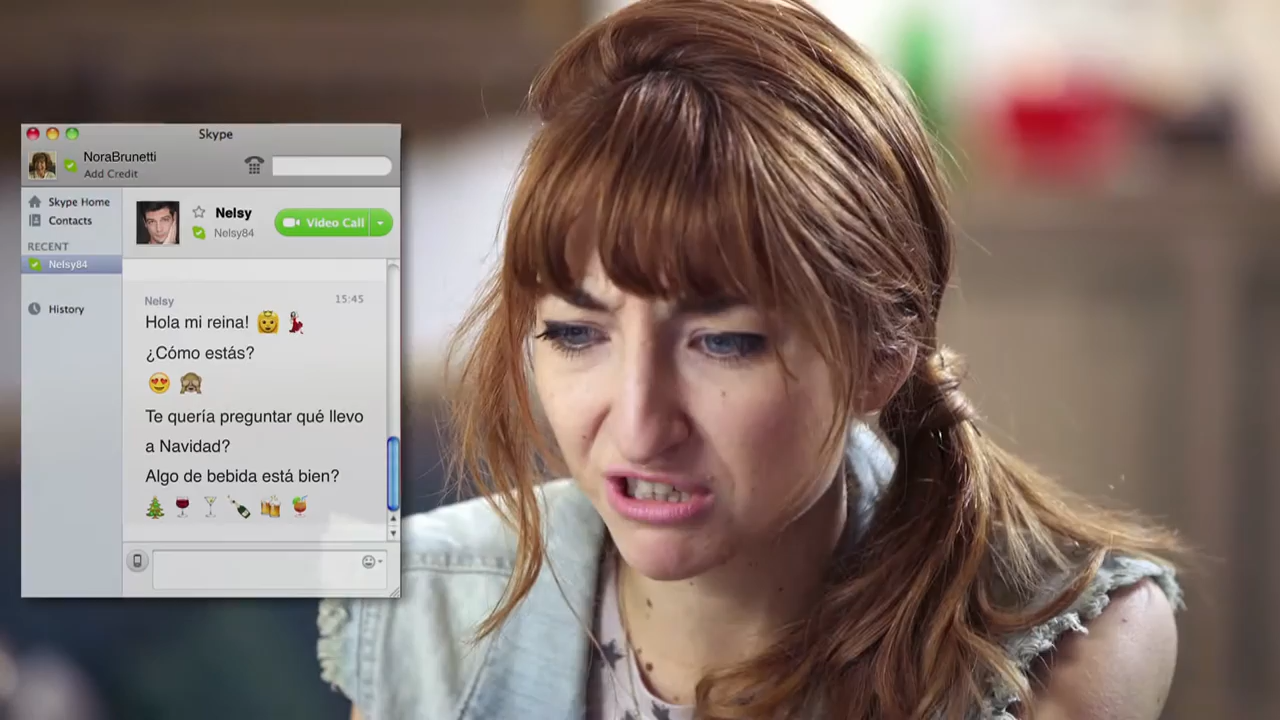 Skype
NoraBrunetti
Add Credit
Skype Home
Contacts
RECENT
Nelsy84
History
Nelsy
Nelsy84
Video Call
Nelsy 15:45
Hola mi reina!
¿Cómo estás?
Te quería preguntar qué llevo
a Navidad?
Algo de bebida está bien?